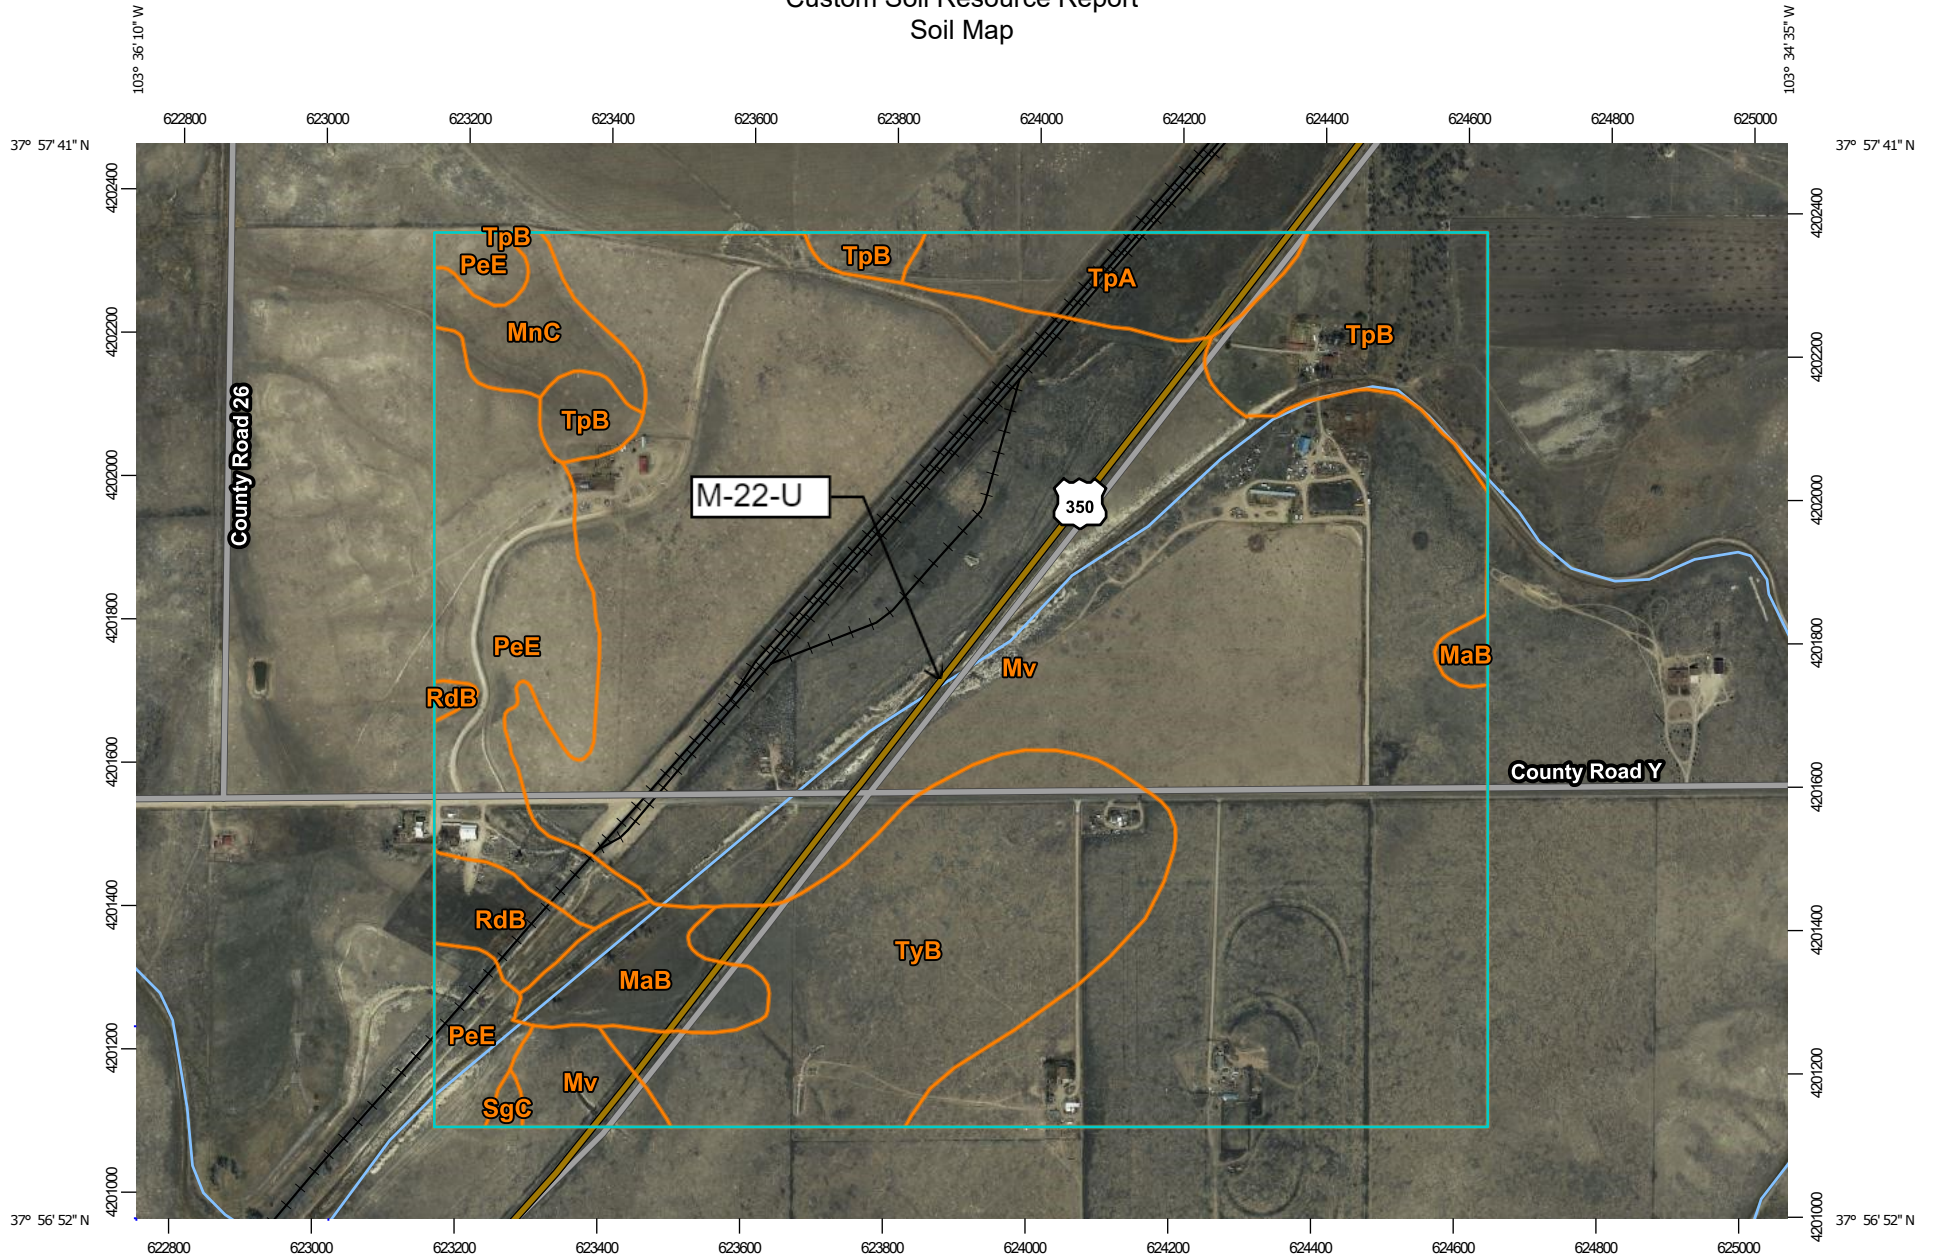 Custom Soil Resource Report
Soil Map
103° 36' 10" W
103° 34' 35" W
622800 623000 623200 623400 623600 623800 624000 624200 624400 624600 624800 625000
37° 57' 41" N
37° 57' 41" N
4202400
4202400
TpB
PeE
TpB
TpA
MnC
TpB
4202200
4202200
TpB
County Road 26
4202000
4202000
M-22-U
350
4201800
4201800
PeE
Mv
MaB
RdB
4201600
4201600
County Road Y
4201400
4201400
RdB
TyB
MaB
4201200
4201200
PeE
Mv
SgC
4201000
4201000
37° 56' 52" N
37° 56' 52" N
622800 623000 623200 623400 623600 623800 624000 624200 624400 624600 624800 625000